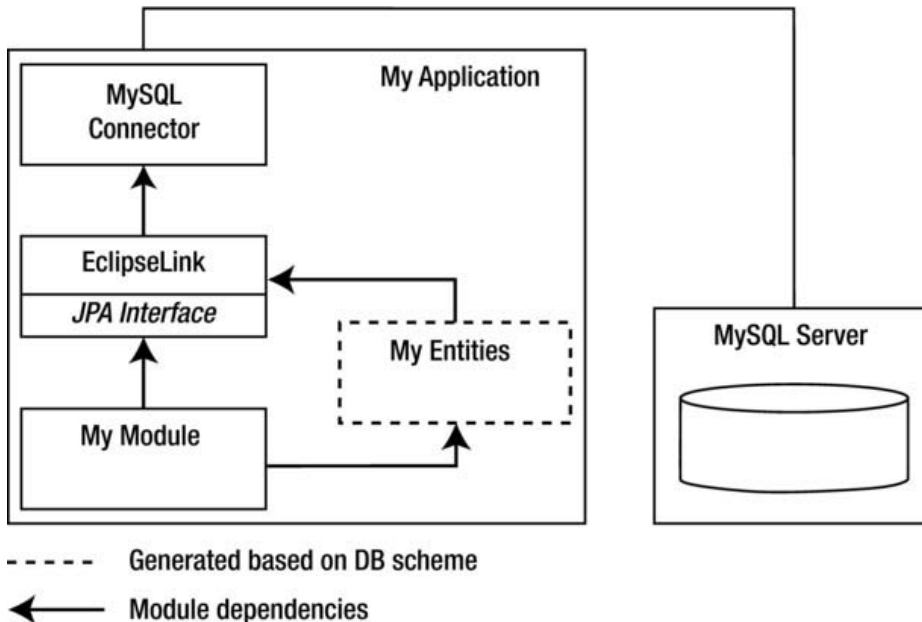 My Application
MySQL
Connector
EclipseLink
JPA Interface
My Entities
My Module
MySQL Server
Generated based on DB scheme
Module dependencies